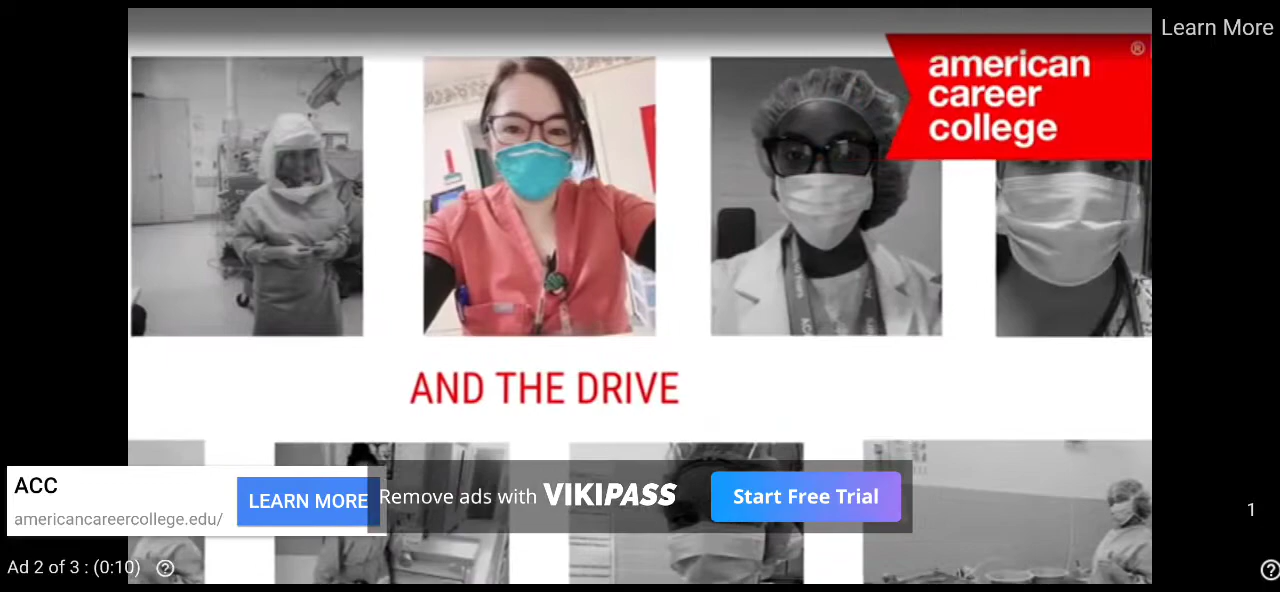 Learn More
american
career
college
®
AND THE DRIVE
ACC
LEARN MORE
americancareercollege.edu/
Remove ads with VIKIPASS
Start Free Trial
1
Ad 2 of 3 : (0:10) ?
?